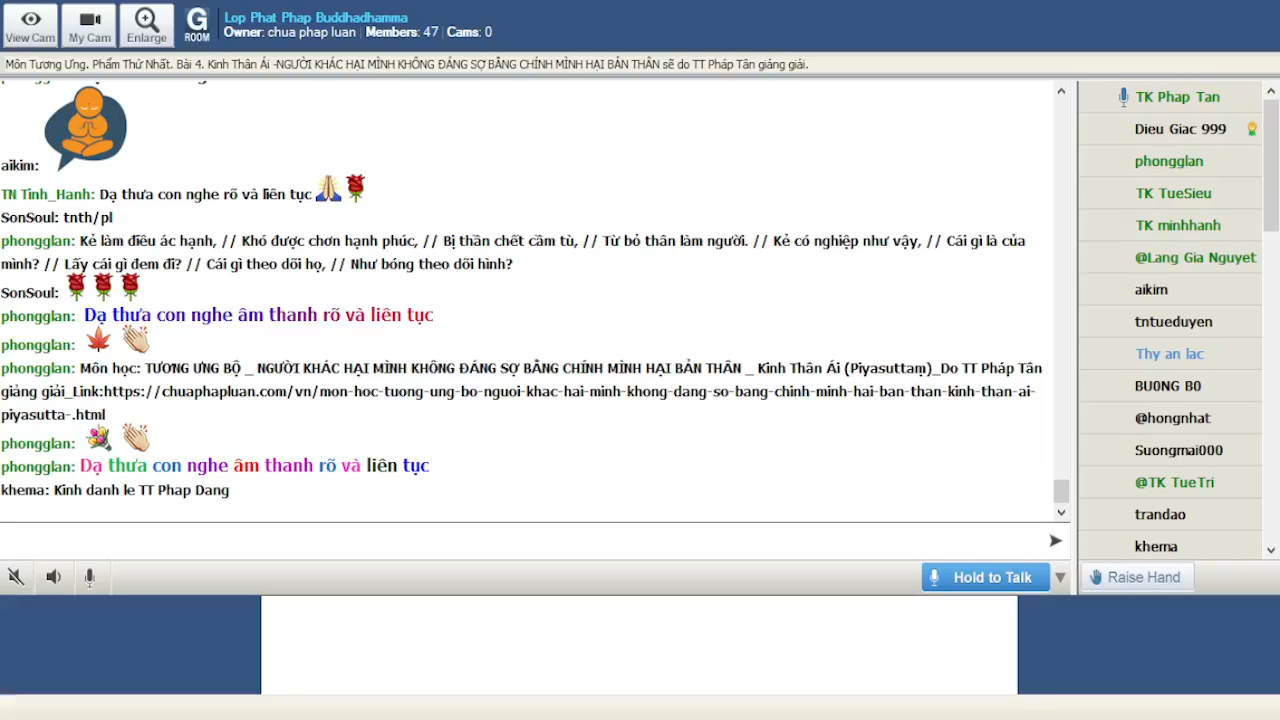 View Cam
My Cam
Enlarge
G
ROOM
Lop Phat Phap Buddhadhamma
Owner: chua phap luan | Members: 47 | Cams: 0
Môn Tương Ưng. Phẩm Thứ Nhất. Bài 4. Kinh Thân Ái -NGƯỜI KHÁC HẠI MÌNH KHÔNG ĐÁNG SỢ BẰNG CHÍNH MÌNH HẠI BẢN THÂN sẽ do TT Pháp Tân giảng giải.
aikim:
TN Tinh_Hanh: Dạ thưa con nghe rõ và liên tục
SonSoul: tnth/pl
phongglan: Kẻ làm điều ác hạnh, // Khó được chơn hạnh phúc, // Bị thần chết cầm tù, // Từ bỏ thân làm người. // Kẻ có nghiệp như vậy, // Cái gì là của
mình? // Lấy cái gì đem đi? // Cái gì theo dõi họ, // Như bóng theo dõi hình?
SonSoul:
phongglan: Dạ thưa con nghe âm thanh rõ và liên tục
phongglan:
phongglan: Môn học: TƯƠNG ƯNG BỘ _ NGƯỜI KHÁC HẠI MÌNH KHÔNG ĐÁNG SỢ BẰNG CHÍNH MÌNH HẠI BẢN THÂN _ Kinh Thân Ái (Piyasuttaṃ)_Do TT Pháp Tân
giảng giải_Link:https://chuaphapluan.com/vn/mon-hoc-tuong-ung-bo-nguoi-khac-hai-minh-khong-dang-so-bang-chinh-minh-hai-ban-than-kinh-than-ai-
piyasutta-.html
phongglan:
phongglan: Dạ thưa con nghe âm thanh rõ và liên tục
khema: Kinh danh le TT Phap Dang
TK Phap Tan
Dieu Giac 999
phongglan
TK TueSieu
TK minhhanh
@Lang Gia Nguyet
aikim
tntueduyen
Thy an lac
BU0NG B0
@hongnhat
Suongmai000
@TK TueTri
trandao
khema
Hold to Talk
Raise Hand